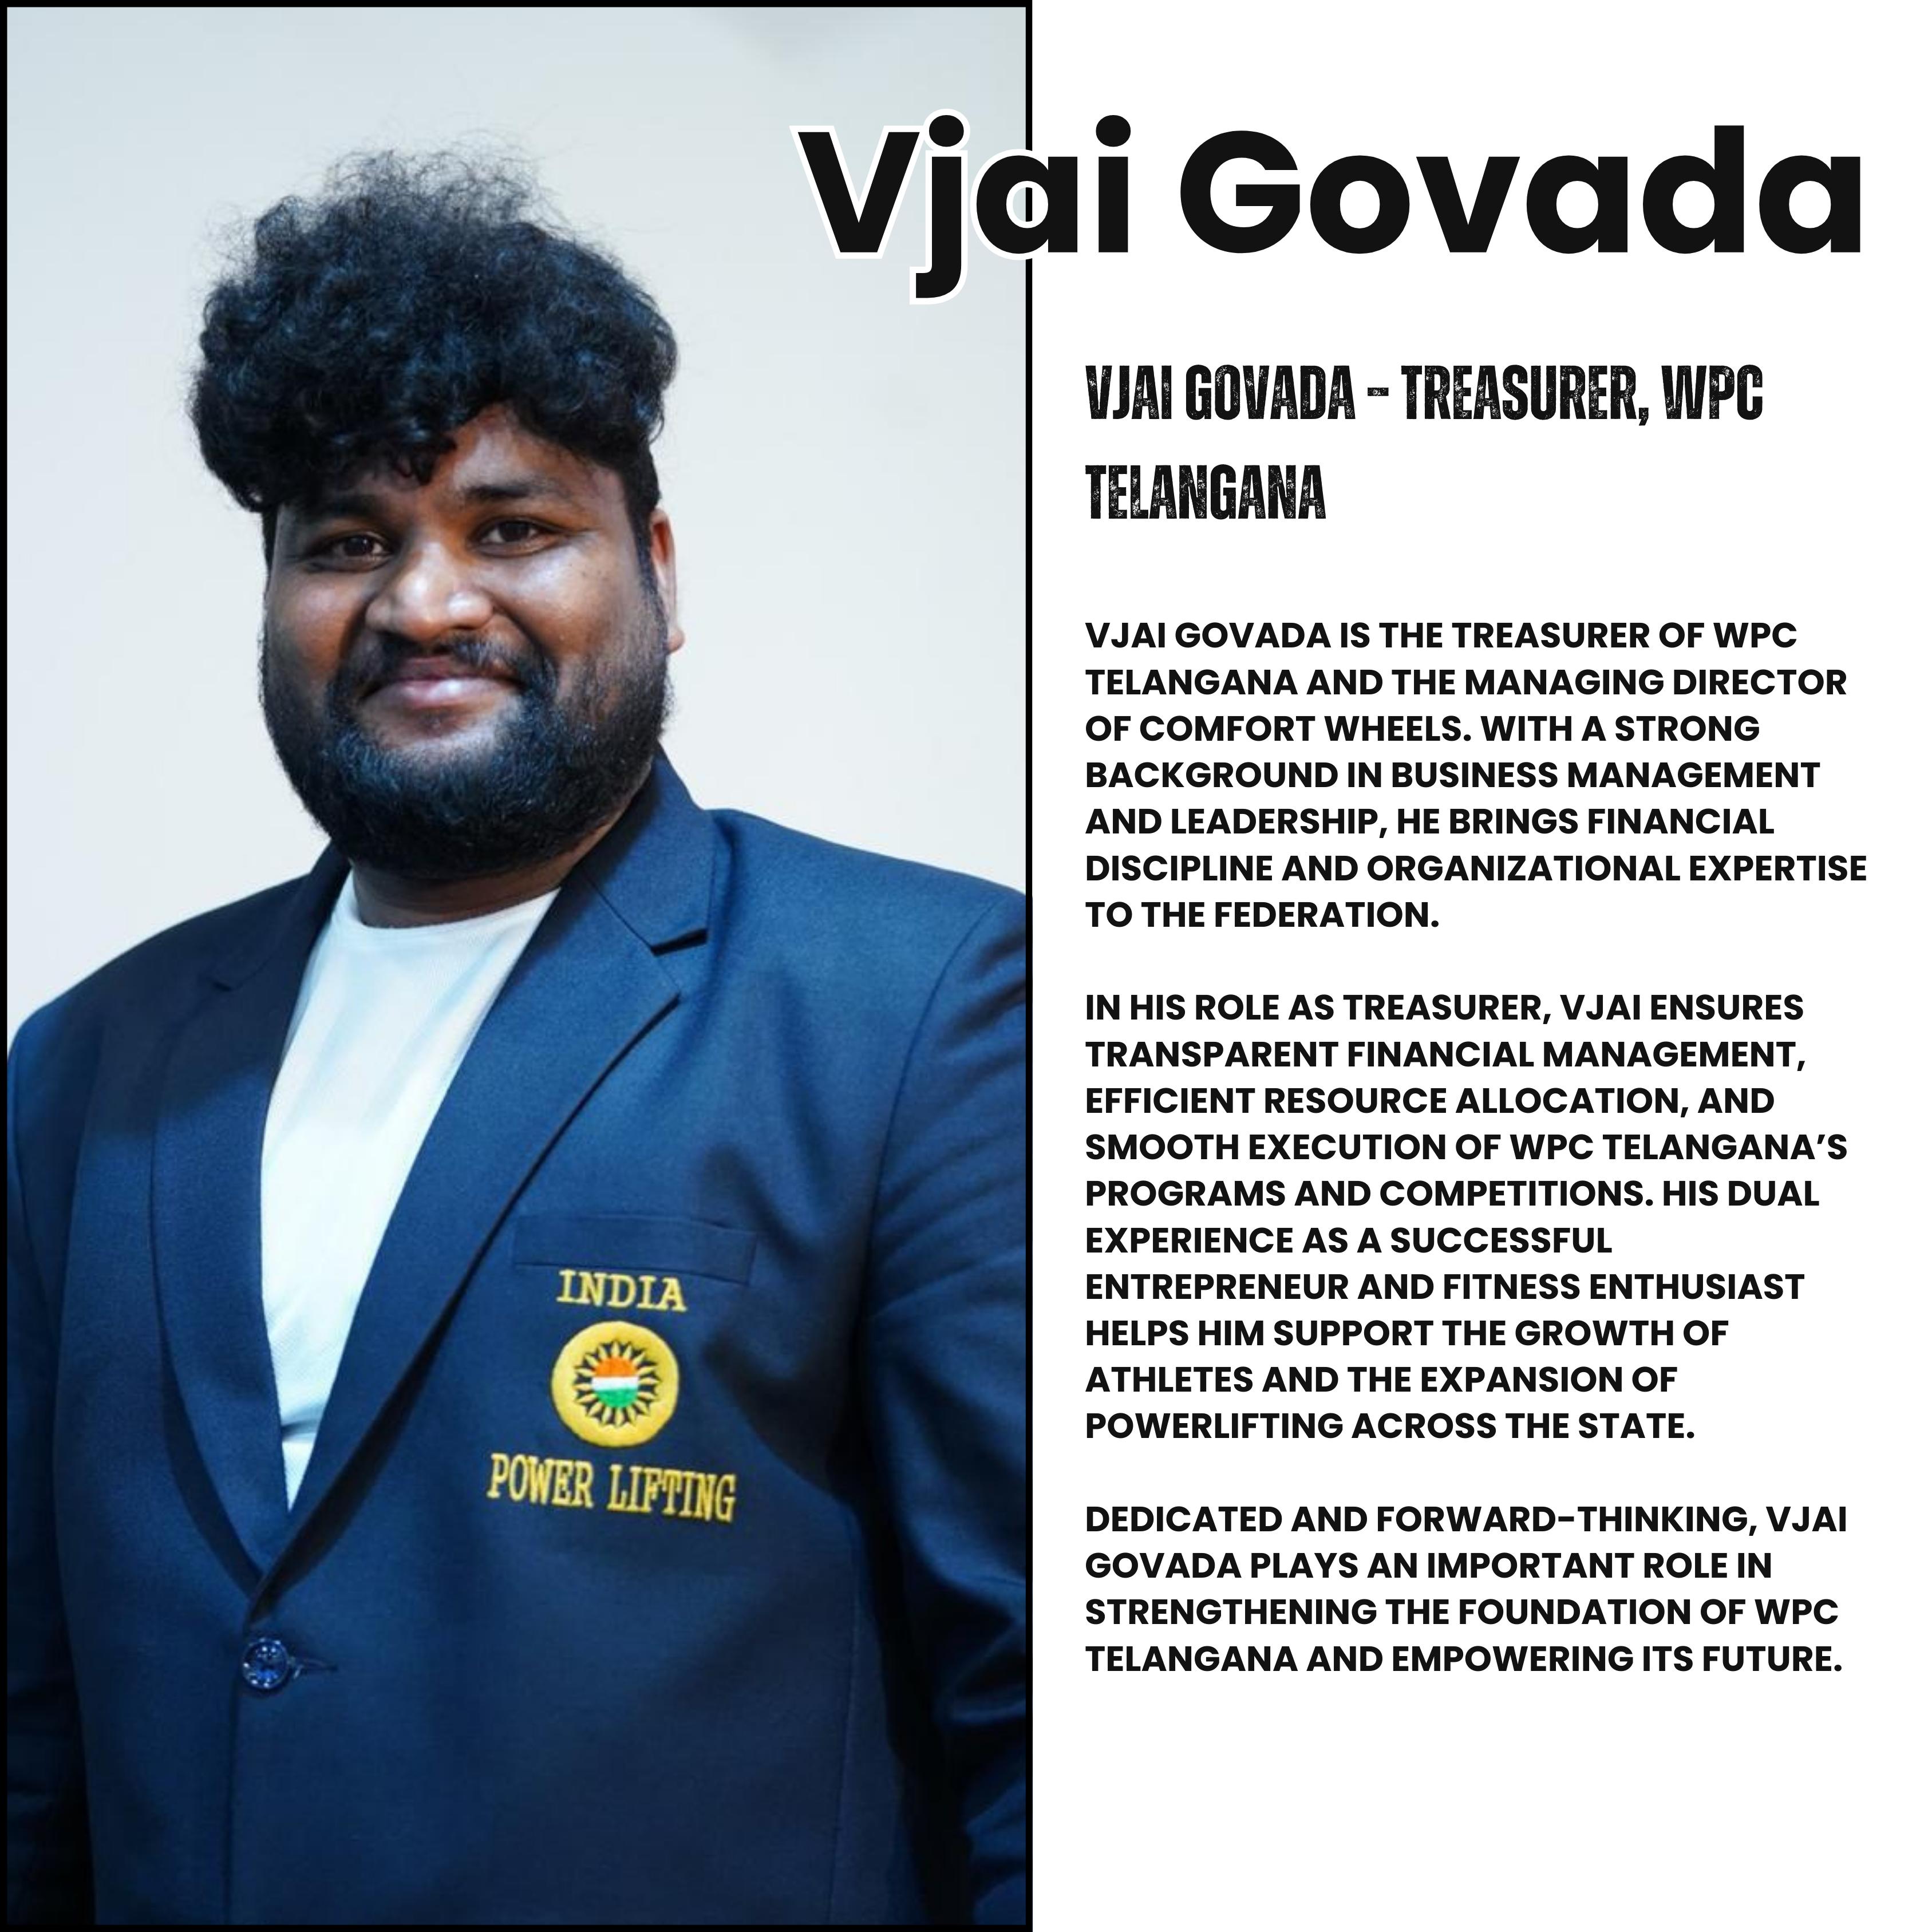 Vjai Govada
VJAI GOVADA - TREASURER, WPC
TELANGANA
VJAI GOVADA IS THE TREASURER OF WPC
TELANGANA AND THE MANAGING DIRECTOR
OF COMFORT WHEELS. WITH A STRONG
BACKGROUND IN BUSINESS MANAGEMENT
AND LEADERSHIP, HE BRINGS FINANCIAL
DISCIPLINE AND ORGANIZATIONAL EXPERTISE
TO THE FEDERATION.
IN HIS ROLE AS TREASURER, VJAI ENSURES
TRANSPARENT FINANCIAL MANAGEMENT,
EFFICIENT RESOURCE ALLOCATION, AND
SMOOTH EXECUTION OF WPC TELANGANA’S
PROGRAMS AND COMPETITIONS. HIS DUAL
EXPERIENCE AS A SUCCESSFUL
ENTREPRENEUR AND FITNESS ENTHUSIAST
HELPS HIM SUPPORT THE GROWTH OF
ATHLETES AND THE EXPANSION OF
POWERLIFTING ACROSS THE STATE.
DEDICATED AND FORWARD-THINKING, VJAI
GOVADA PLAYS AN IMPORTANT ROLE IN
STRENGTHENING THE FOUNDATION OF WPC
TELANGANA AND EMPOWERING ITS FUTURE.
INDIA
POWER LIFTING